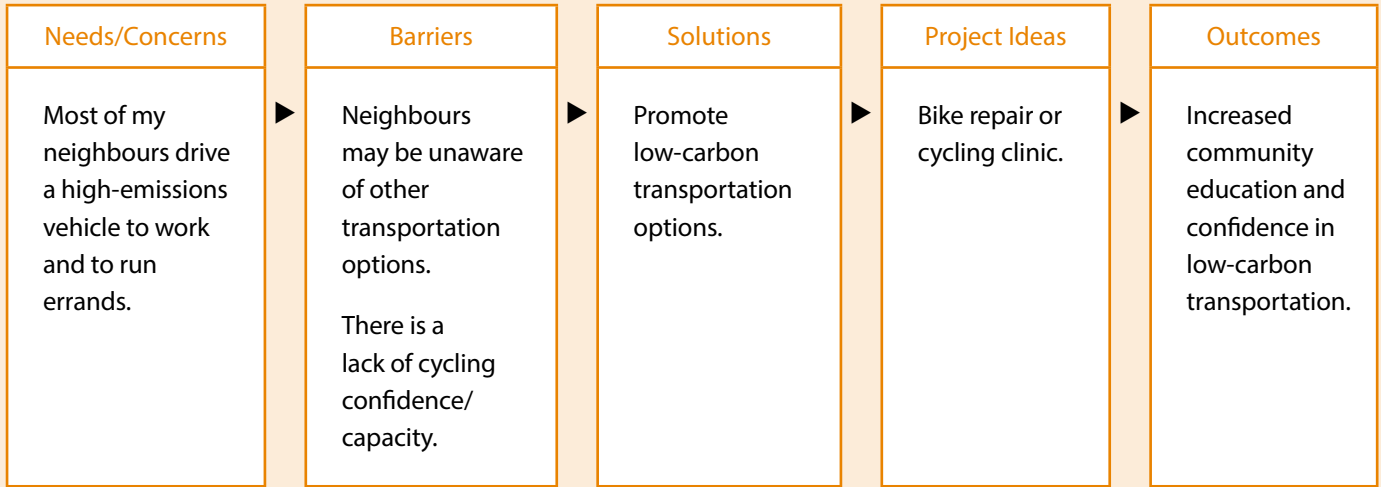 Needs/Concerns
Most of my
neighbours drive
a high-emissions
vehicle to work
and to run
errands.
Barriers
Neighbours
may be unaware
of other
transportation
options.
There is a
lack of cycling
confidence/
capacity.
Solutions
Promote
low-carbon
transportation
options.
Project Ideas
Bike repair or
cycling clinic.
Outcomes
Increased
community
education and
confidence in
low-carbon
transportation.